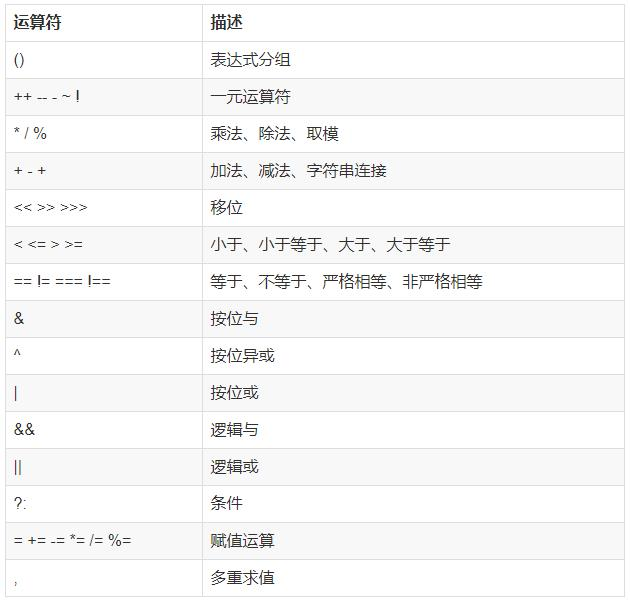 运算符 描述
() 表达式分组
++ -- - ~ ! 一元运算符
* / % 乘法、除法、取模
+ - + 加法、减法、字符串连接
<< >> >>> 移位
< <= > >= 小于、小于等于、大于、大于等于
== != === !== 等于、不等于、严格相等、非严格相等
& 按位与
^ 按位异或
| 按位或
&& 逻辑与
|| 逻辑或
?: 条件
= += -= *= /= %= 赋值运算
, 多重求值